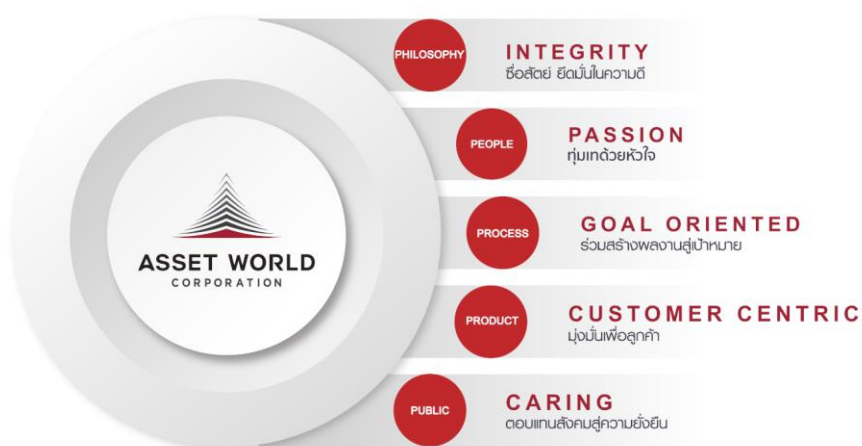 PHILOSOPHY
INTEGRITY
ซื่อสัตย์ ยึดมั่นในความดี
PEOPLE
PASSION
ทุ่มเทด้วยหัวใจ
ASSET WORLD
CORPORATION
PROCESS
GOAL ORIENTED
ร่วมสร้างผลงานสู่เป้าหมาย
PRODUCT
CUSTOMER CENTRIC
มุ่งมั่นเพื่อลูกค้า
PUBLIC
CARING
ตอบแทนสังคมสู่ความยั่งยืน